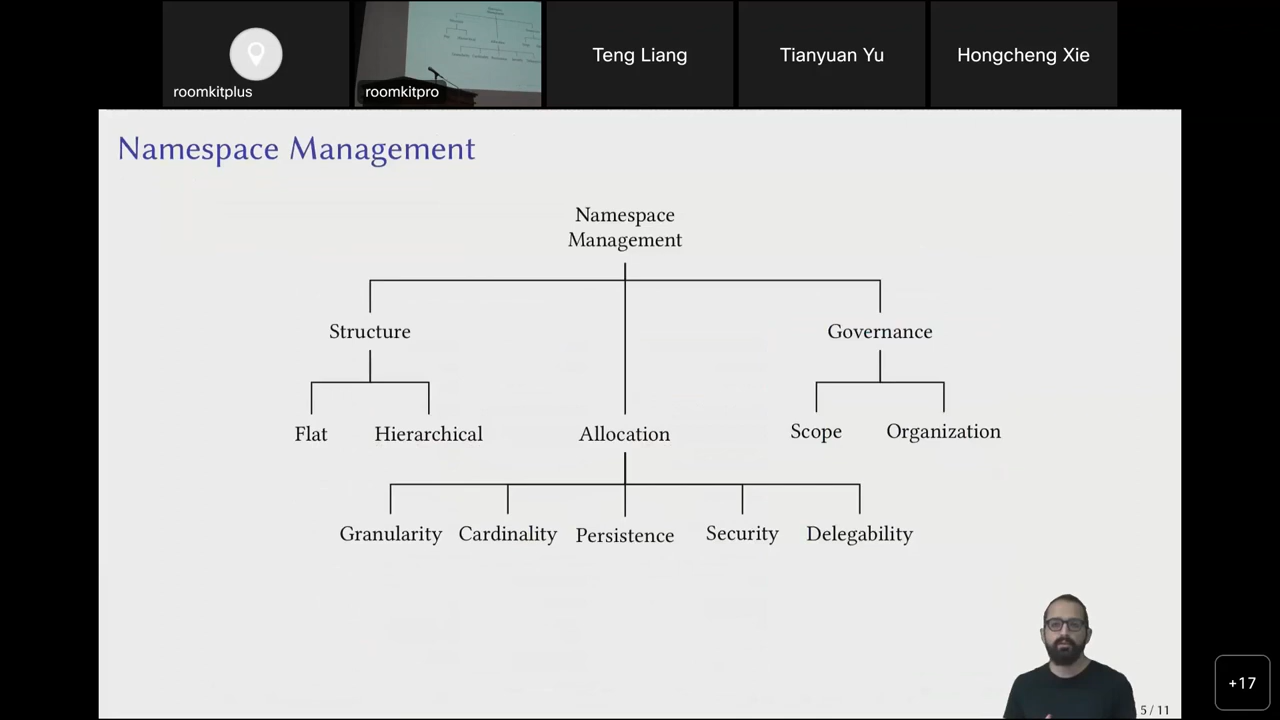 roomkitplus
roomkitpro
Teng Liang
Tianyuan Yu
Hongcheng Xie
Namespace Management
Namespace
Management
Structure
Governance
Flat
Hierarchical
Allocation
Scope
Organization
Granularity
Cardinality
Persistence
Security
Delegability
5 / 11
+17